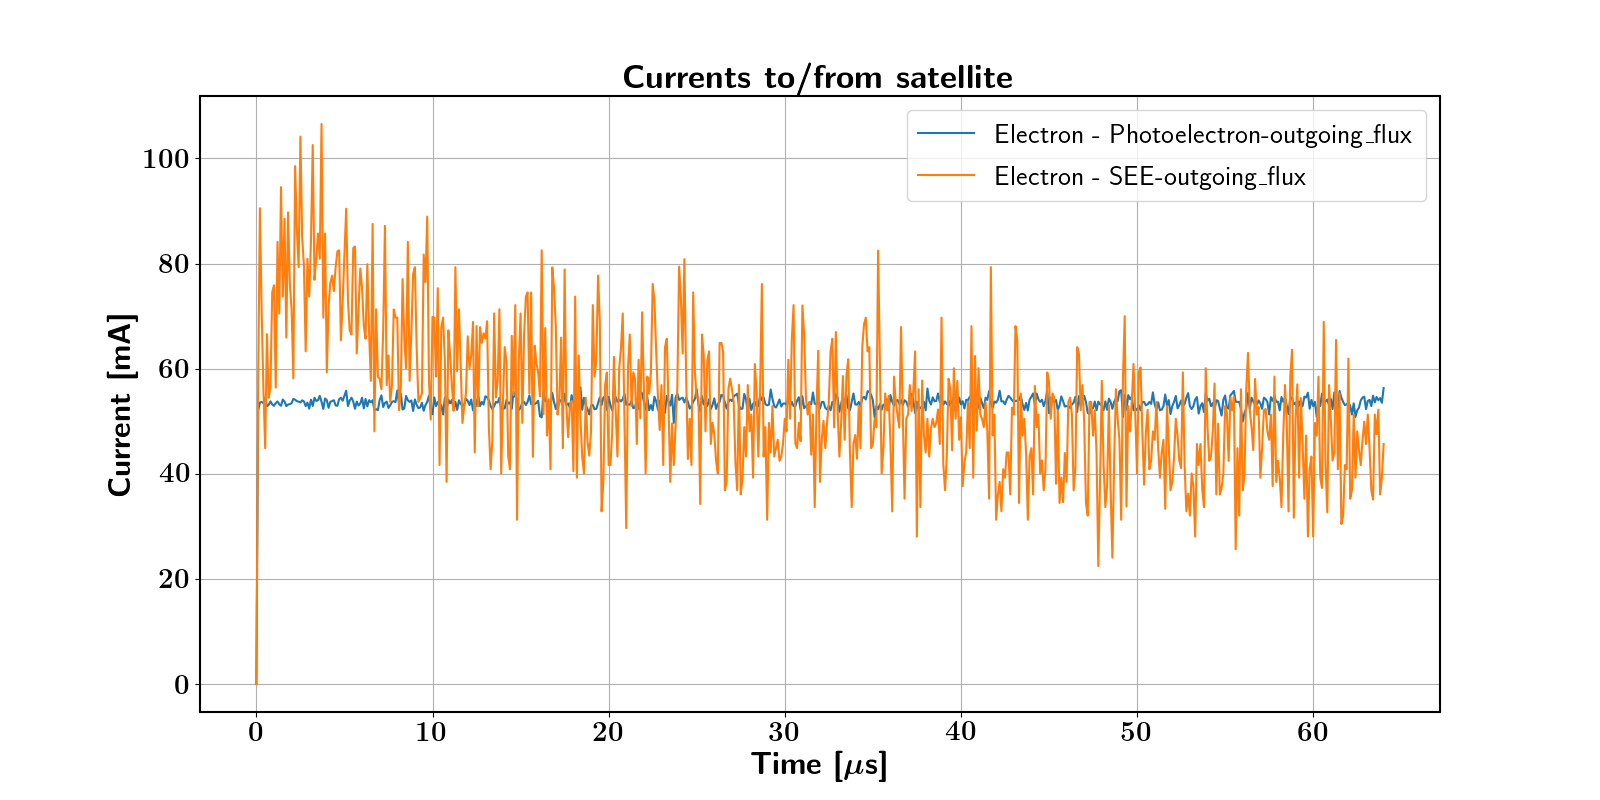 Currents to/from satellite
Electron - Photoelectron-outgoing_flux
Electron - SEE-outgoing_flux
Current [mA]
100
80
60
40
20
0
0 10 20 30 40 50 60
Time [μs]